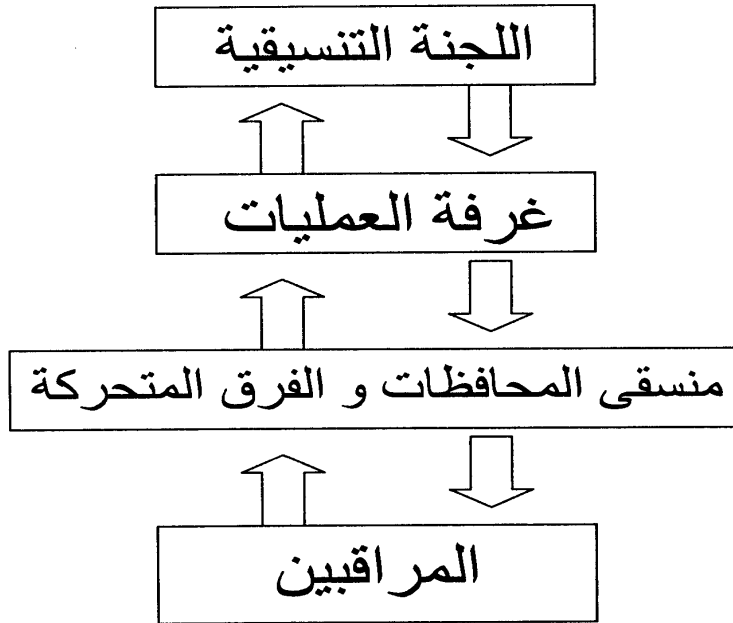 اللجنة التنسيقية
غرفة العمليات
منسقى المحافظات و الفرق المتحركة
المراقبين